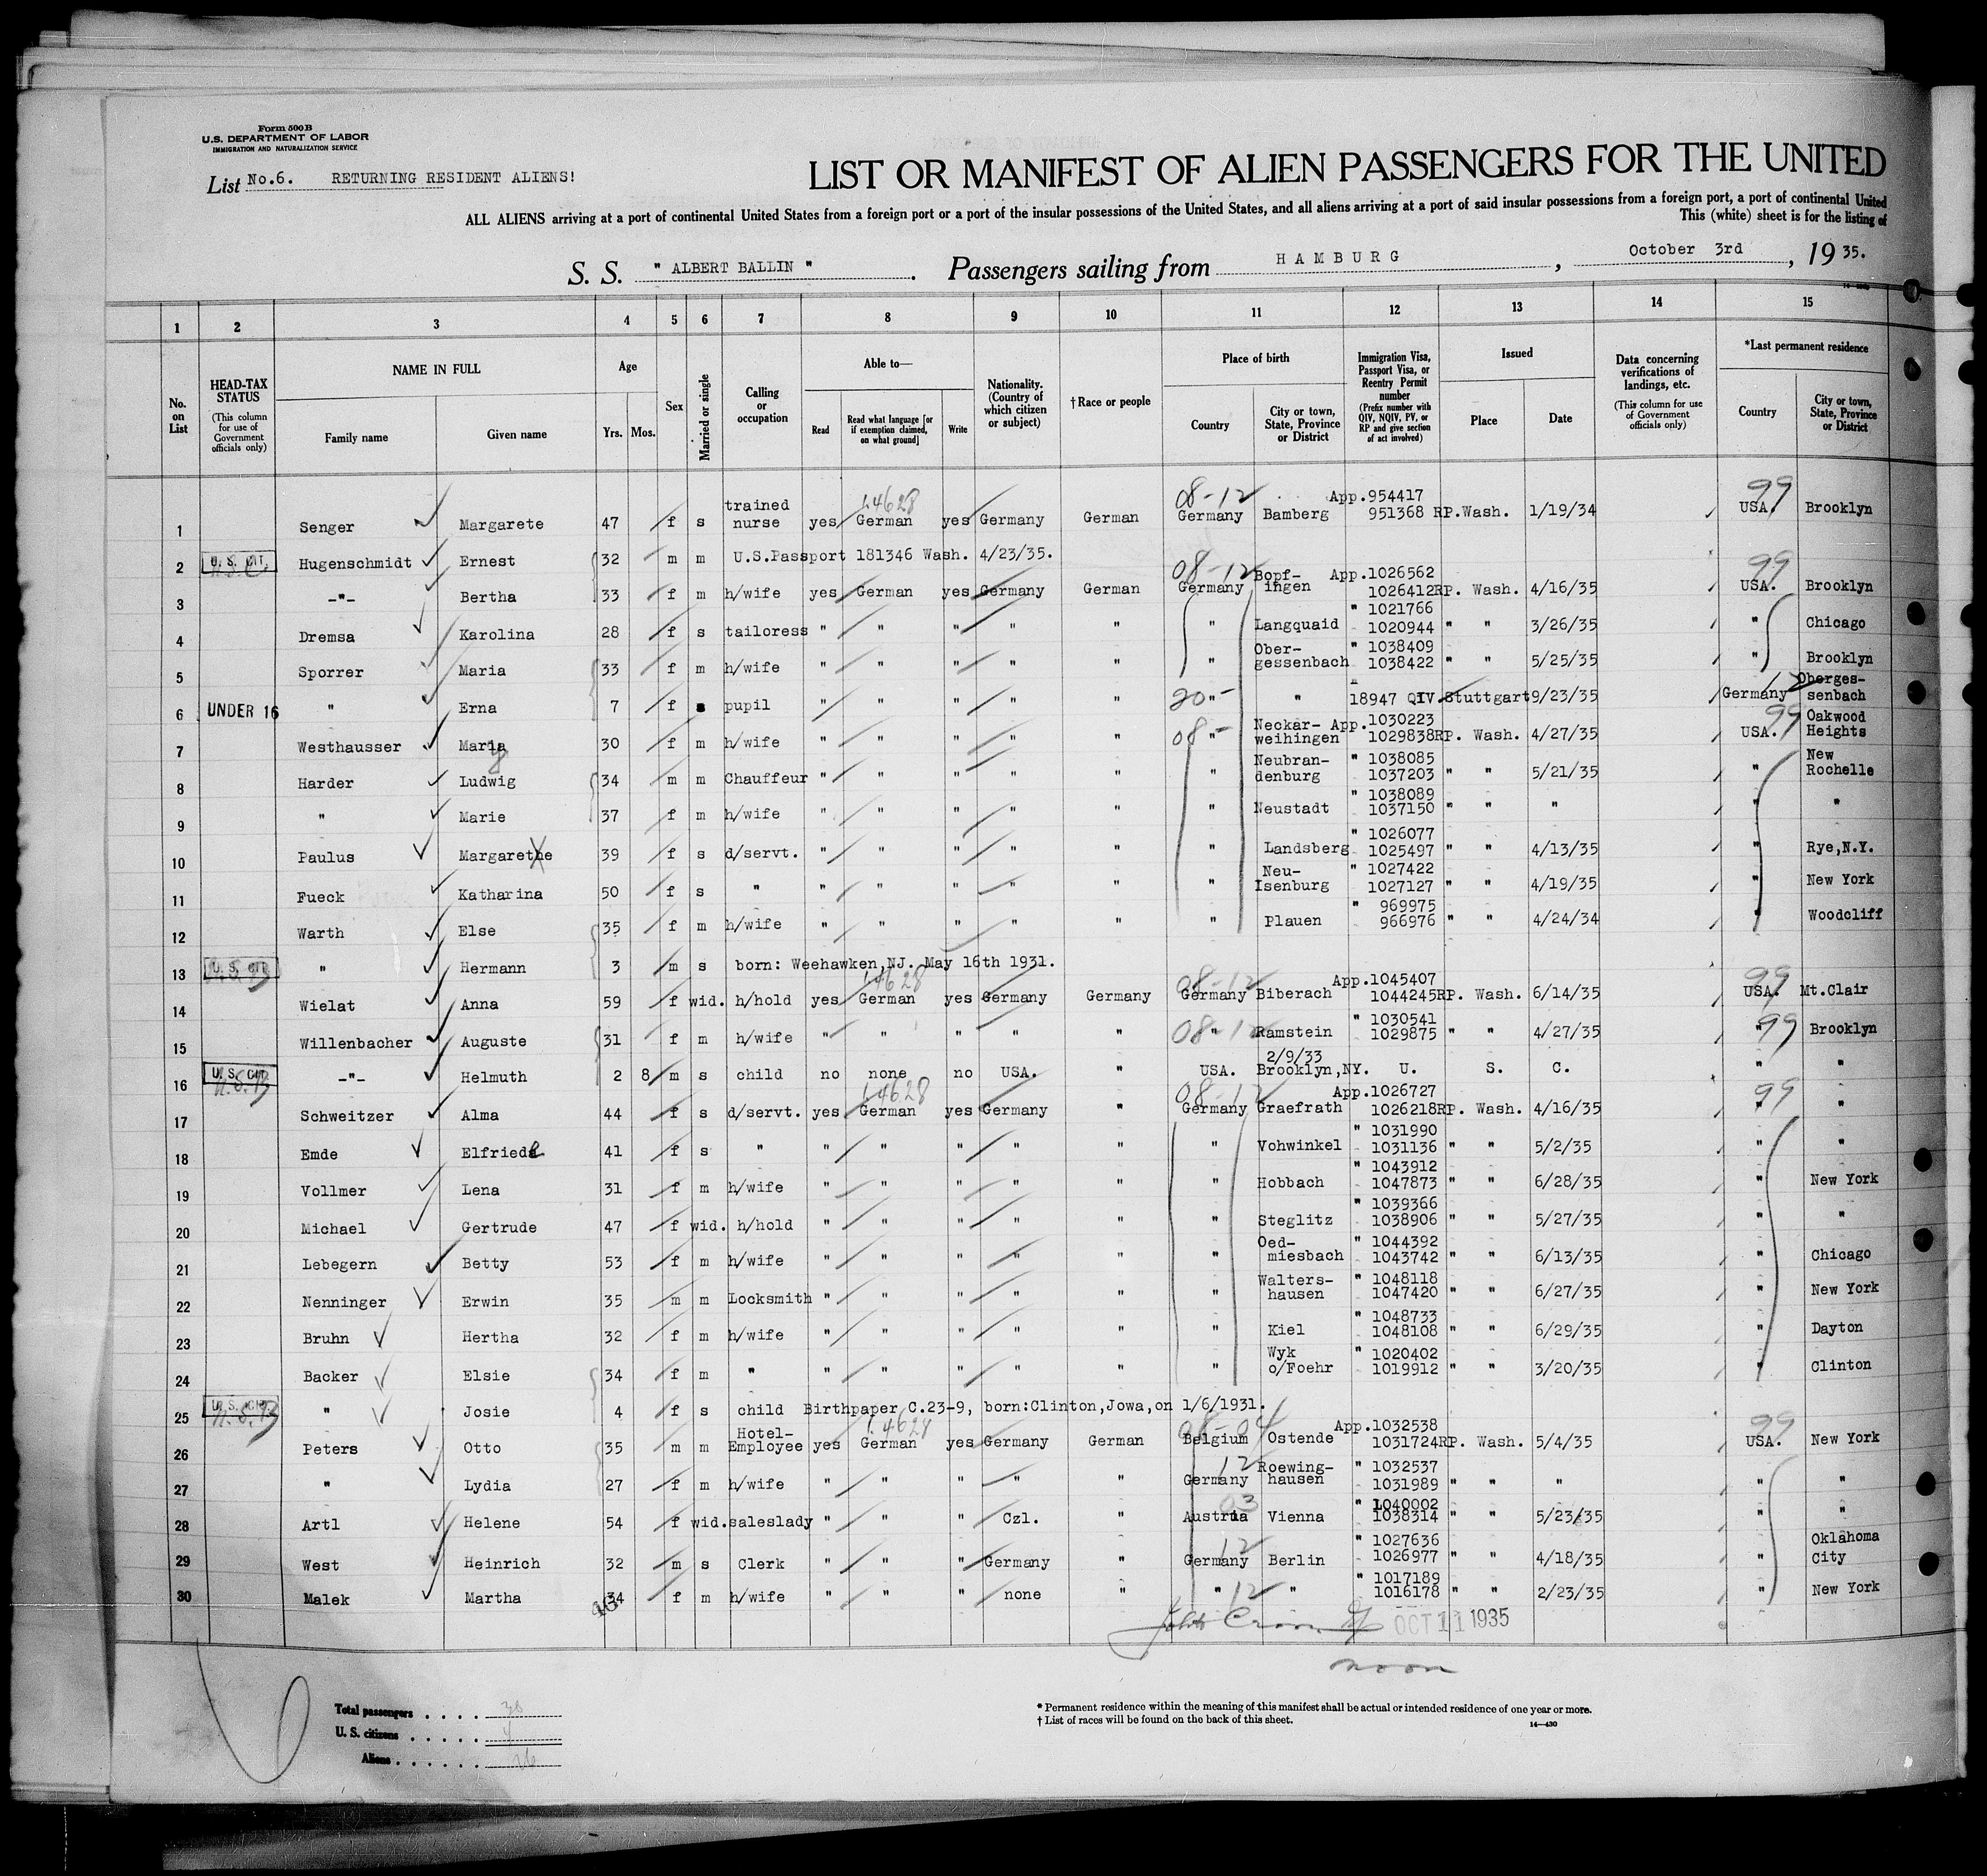 Form 500 B
U.S. DEPARTMENT OF LABOR
IMMIGRATION AND NATURALIZATION SERVICE
List No.6. RETURNING RESIDENT ALIENS!
LIST OR MANIFEST OF ALIEN PASSENGERS FOR THE UNITED
ALL ALIENS arriving at a port of continental United States from a foreign port or a port of the insular possessions of the United States, and all aliens arriving at a port of said insular possessions from a foreign port, a port of continental United
This (white) sheet is for the listing of
S. S. " ALBERT BALLIN " . Passengers sailing from HAMBURG , October 3rd , 19 35.
1 2 3 4 5 6 7 8 9 10 11 12 13 14 15
No. on List
HEAD-TAX STATUS (This column for use of Government officials only)
NAME IN FULL Family name Given name
Age Yrs. Mos.
Sex
Married or single
Calling or occupation
Able to— Read Read what language [or if exemption claimed, on what ground] Write
Nationality. (Country of which citizen or subject)
†Race or people
Place of birth Country City or town, State, Province or District
Immigration Visa, Passport Visa, or Reentry Permit number (Prefix number with QIV, NQIV, PV, or RP and give section of act involved)
Issued Place Date
Data concerning verifications of landings, etc. (This column for use of Government officials only)
*Last permanent residence Country City or town, State, Province or District
1 Senger Margarete 47 f s trained nurse yes German yes Germany German Germany Bamberg App.954417 951368 RP.Wash. 1/19/34 USA. Brooklyn
2 U. S. CIT. Hugenschmidt Ernest 32 m m U.S.Passport 181346 Wash. 4/23/35.
3 -"- Bertha 33 f m h/wife yes German yes Germany German Germany Bopf-ingen App.1026562 1026412RP. Wash. 4/16/35 USA. Brooklyn
4 Dremsa Karolina 28 f s tailoress " " " " " " Langquaid " 1021766 1020944 " " 3/26/35 " Chicago
5 Sporrer Maria 33 f m h/wife " " " " " " Ober-gessenbach " 1038409 1038422 " " 5/25/35 " Brooklyn
6 UNDER 16 " Erna 7 f s pupil " " " " " 20 " " 18947 QIV.Stuttgart 9/23/35 Germany Oberges-senbach
7 Westhausser Maria 30 f m h/wife " " " " " 08 " Neckar-weihingen App.1030223 1029838RP. Wash. 4/27/35 USA. Oakwood Heights
8 Harder Ludwig 34 m m Chauffeur " " " " " " Neubran-denburg " 1038085 1037203 " " 5/21/35 " New Rochelle
9 " Marie 37 f m h/wife " " " " " " Neustadt " 1038089 1037150 " " " " "
10 Paulus Margarethe 39 f s d/servt. " " " " " " Landsberg " 1026077 1025497 " " 4/13/35 " Rye,N.Y.
11 Fueck Katharina 50 f s " " " " " " " Neu-Isenburg " 1027422 1027127 " " 4/19/35 " New York
12 Warth Else 35 f m h/wife " " " " " " Plauen " 969975 966976 " " 4/24/34 " Woodcliff
13 U. S. CIT. " Hermann 3 m s born: Weehawken,NJ. May 16th 1931.
14 Wielat Anna 59 f wid. h/hold yes German yes Germany Germany Germany Biberach App.1045407 1044245RP. Wash. 6/14/35 USA. Mt.Clair
15 Willenbacher Auguste 31 f m h/wife " " " " " " Ramstein " 1030541 1029875 " " 4/27/35 " Brooklyn
16 U. S. CIT. -"- Helmuth 2 8 m s child no none no USA. " USA. 2/9/33 Brooklyn,NY. U. S. C. " "
17 Schweitzer Alma 44 f s d/servt. yes German yes Germany " Germany Graefrath App.1026727 1026218RP. Wash. 4/16/35 " "
18 Emde Elfriede 41 f s " " " " " " " Vohwinkel " 1031990 1031136 " " 5/2/35 " "
19 Vollmer Lena 31 f m h/wife " " " " " " Hobbach " 1043912 1047873 " " 6/28/35 " New York
20 Michael Gertrude 47 f wid. h/hold " " " " " " Steglitz " 1039366 1038906 " " 5/27/35 " "
21 Lebegern Betty 53 f m h/wife " " " " " " Oed-miesbach " 1044392 1043742 " " 6/13/35 " Chicago
22 Nenninger Erwin 35 m m Locksmith " " " " " " Walters-hausen " 1048118 1047420 " " 6/27/35 " New York
23 Bruhn Hertha 32 f m h/wife " " " " " " Kiel " 1048733 1048108 " " 6/29/35 " Dayton
24 Backer Elsie 34 f m " " " " " " " Wyk o/Foehr " 1020402 1019912 " " 3/20/35 " Clinton
25 U. S. CIT. " Josie 4 f s child Birthpaper C.23-9, born:Clinton,Jowa,on 1/6/1931.
26 Peters Otto 35 m m Hotel-Employee yes German yes Germany German Belgium Ostende App.1032538 1031724RP. Wash. 5/4/35 USA. New York
27 " Lydia 27 f m h/wife " " " " " Germany Roewing-hausen " 1032537 1031989 " " " " "
28 Artl Helene 54 f wid. saleslady " " " Czl. " Austria Vienna " 1040002 1038314 " " 5/23/35 " "
29 West Heinrich 32 m s Clerk " " " Germany " Germany Berlin " 1027636 1026977 " " 4/18/35 " Oklahoma City
30 Malek Martha 34 f m h/wife " " " none " " " " 1017189 1016178 " " 2/23/35 " New York
OCT 11 1935
noon
Total passengers . . . . 30
U. S. citizens . . . . . 4
Aliens . . . . . . 26
* Permanent residence within the meaning of this manifest shall be actual or intended residence of one year or more.
† List of races will be found on the back of this sheet.
14—430